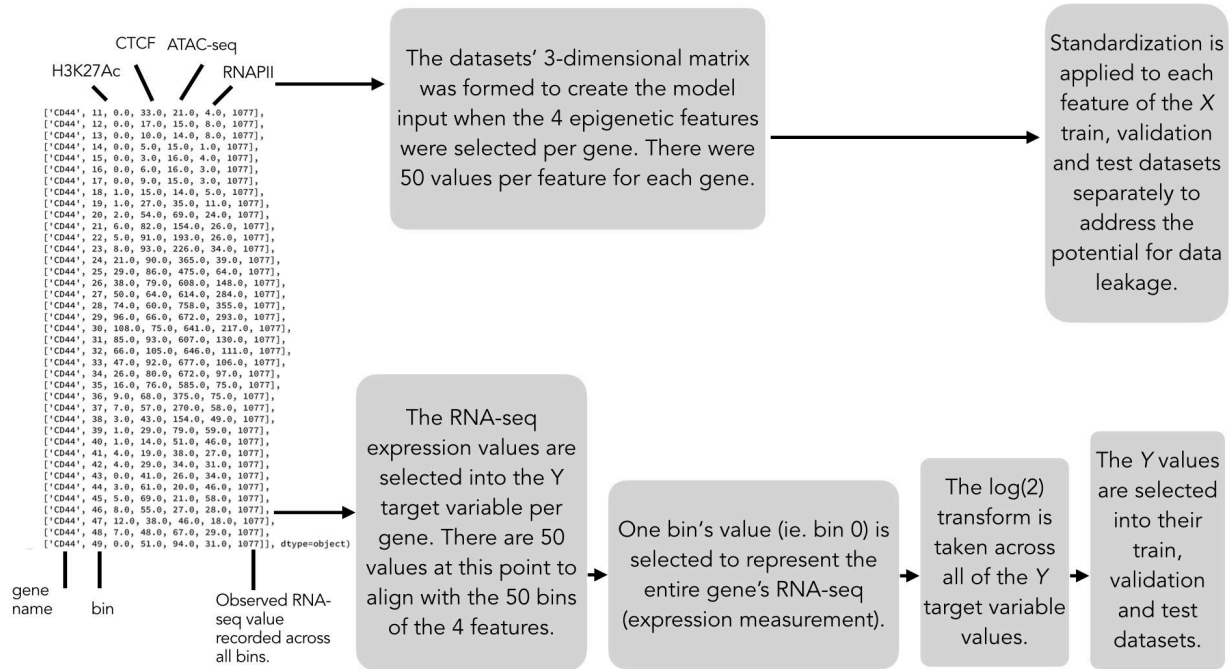 CTCF ATAC-seq
H3K27Ac RNAPII
['CD44', 11, 0.0, 33.0, 21.0, 4.0, 1077],
['CD44', 12, 0.0, 17.0, 15.0, 8.0, 1077],
['CD44', 13, 0.0, 10.0, 14.0, 8.0, 1077],
['CD44', 14, 0.0, 5.0, 15.0, 1.0, 1077],
['CD44', 15, 0.0, 3.0, 16.0, 4.0, 1077],
['CD44', 16, 0.0, 6.0, 16.0, 3.0, 1077],
['CD44', 17, 0.0, 9.0, 15.0, 3.0, 1077],
['CD44', 18, 1.0, 15.0, 14.0, 5.0, 1077],
['CD44', 19, 1.0, 27.0, 35.0, 11.0, 1077],
['CD44', 20, 2.0, 54.0, 69.0, 24.0, 1077],
['CD44', 21, 6.0, 82.0, 154.0, 26.0, 1077],
['CD44', 22, 5.0, 91.0, 193.0, 26.0, 1077],
['CD44', 23, 8.0, 93.0, 226.0, 34.0, 1077],
['CD44', 24, 21.0, 90.0, 365.0, 39.0, 1077],
['CD44', 25, 29.0, 86.0, 475.0, 64.0, 1077],
['CD44', 26, 38.0, 79.0, 608.0, 148.0, 1077],
['CD44', 27, 50.0, 64.0, 614.0, 284.0, 1077],
['CD44', 28, 74.0, 60.0, 758.0, 355.0, 1077],
['CD44', 29, 96.0, 66.0, 672.0, 293.0, 1077],
['CD44', 30, 108.0, 75.0, 641.0, 217.0, 1077],
['CD44', 31, 85.0, 93.0, 607.0, 130.0, 1077],
['CD44', 32, 66.0, 105.0, 646.0, 111.0, 1077],
['CD44', 33, 47.0, 92.0, 677.0, 106.0, 1077],
['CD44', 34, 26.0, 80.0, 672.0, 97.0, 1077],
['CD44', 35, 16.0, 76.0, 585.0, 75.0, 1077],
['CD44', 36, 9.0, 68.0, 375.0, 75.0, 1077],
['CD44', 37, 7.0, 57.0, 270.0, 58.0, 1077],
['CD44', 38, 3.0, 43.0, 154.0, 49.0, 1077],
['CD44', 39, 1.0, 29.0, 79.0, 59.0, 1077],
['CD44', 40, 1.0, 14.0, 51.0, 46.0, 1077],
['CD44', 41, 4.0, 19.0, 38.0, 27.0, 1077],
['CD44', 42, 4.0, 29.0, 34.0, 31.0, 1077],
['CD44', 43, 0.0, 41.0, 26.0, 34.0, 1077],
['CD44', 44, 3.0, 61.0, 20.0, 46.0, 1077],
['CD44', 45, 5.0, 69.0, 21.0, 58.0, 1077],
['CD44', 46, 8.0, 55.0, 27.0, 28.0, 1077],
['CD44', 47, 12.0, 38.0, 46.0, 18.0, 1077],
['CD44', 48, 7.0, 48.0, 67.0, 29.0, 1077],
['CD44', 49, 0.0, 51.0, 94.0, 31.0, 1077]], dtype=object)
gene
name
bin
Observed RNA-
seq value
recorded across
all bins.
The datasets' 3-dimensional matrix
was formed to create the model
input when the 4 epigenetic features
were selected per gene. There were
50 values per feature for each gene.
Standardization is
applied to each
feature of the X
train, validation
and test datasets
separately to
address the
potential for data
leakage.
The RNA-seq
expression values are
selected into the Y
target variable per
gene. There are 50
values at this point to
align with the 50 bins
of the 4 features.
One bin's value (ie. bin 0) is
selected to represent the
entire gene's RNA-seq
(expression measurement).
The log(2)
transform is
taken across
all of the Y
target variable
values.
The Y values
are selected
into their
train,
validation
and test
datasets.